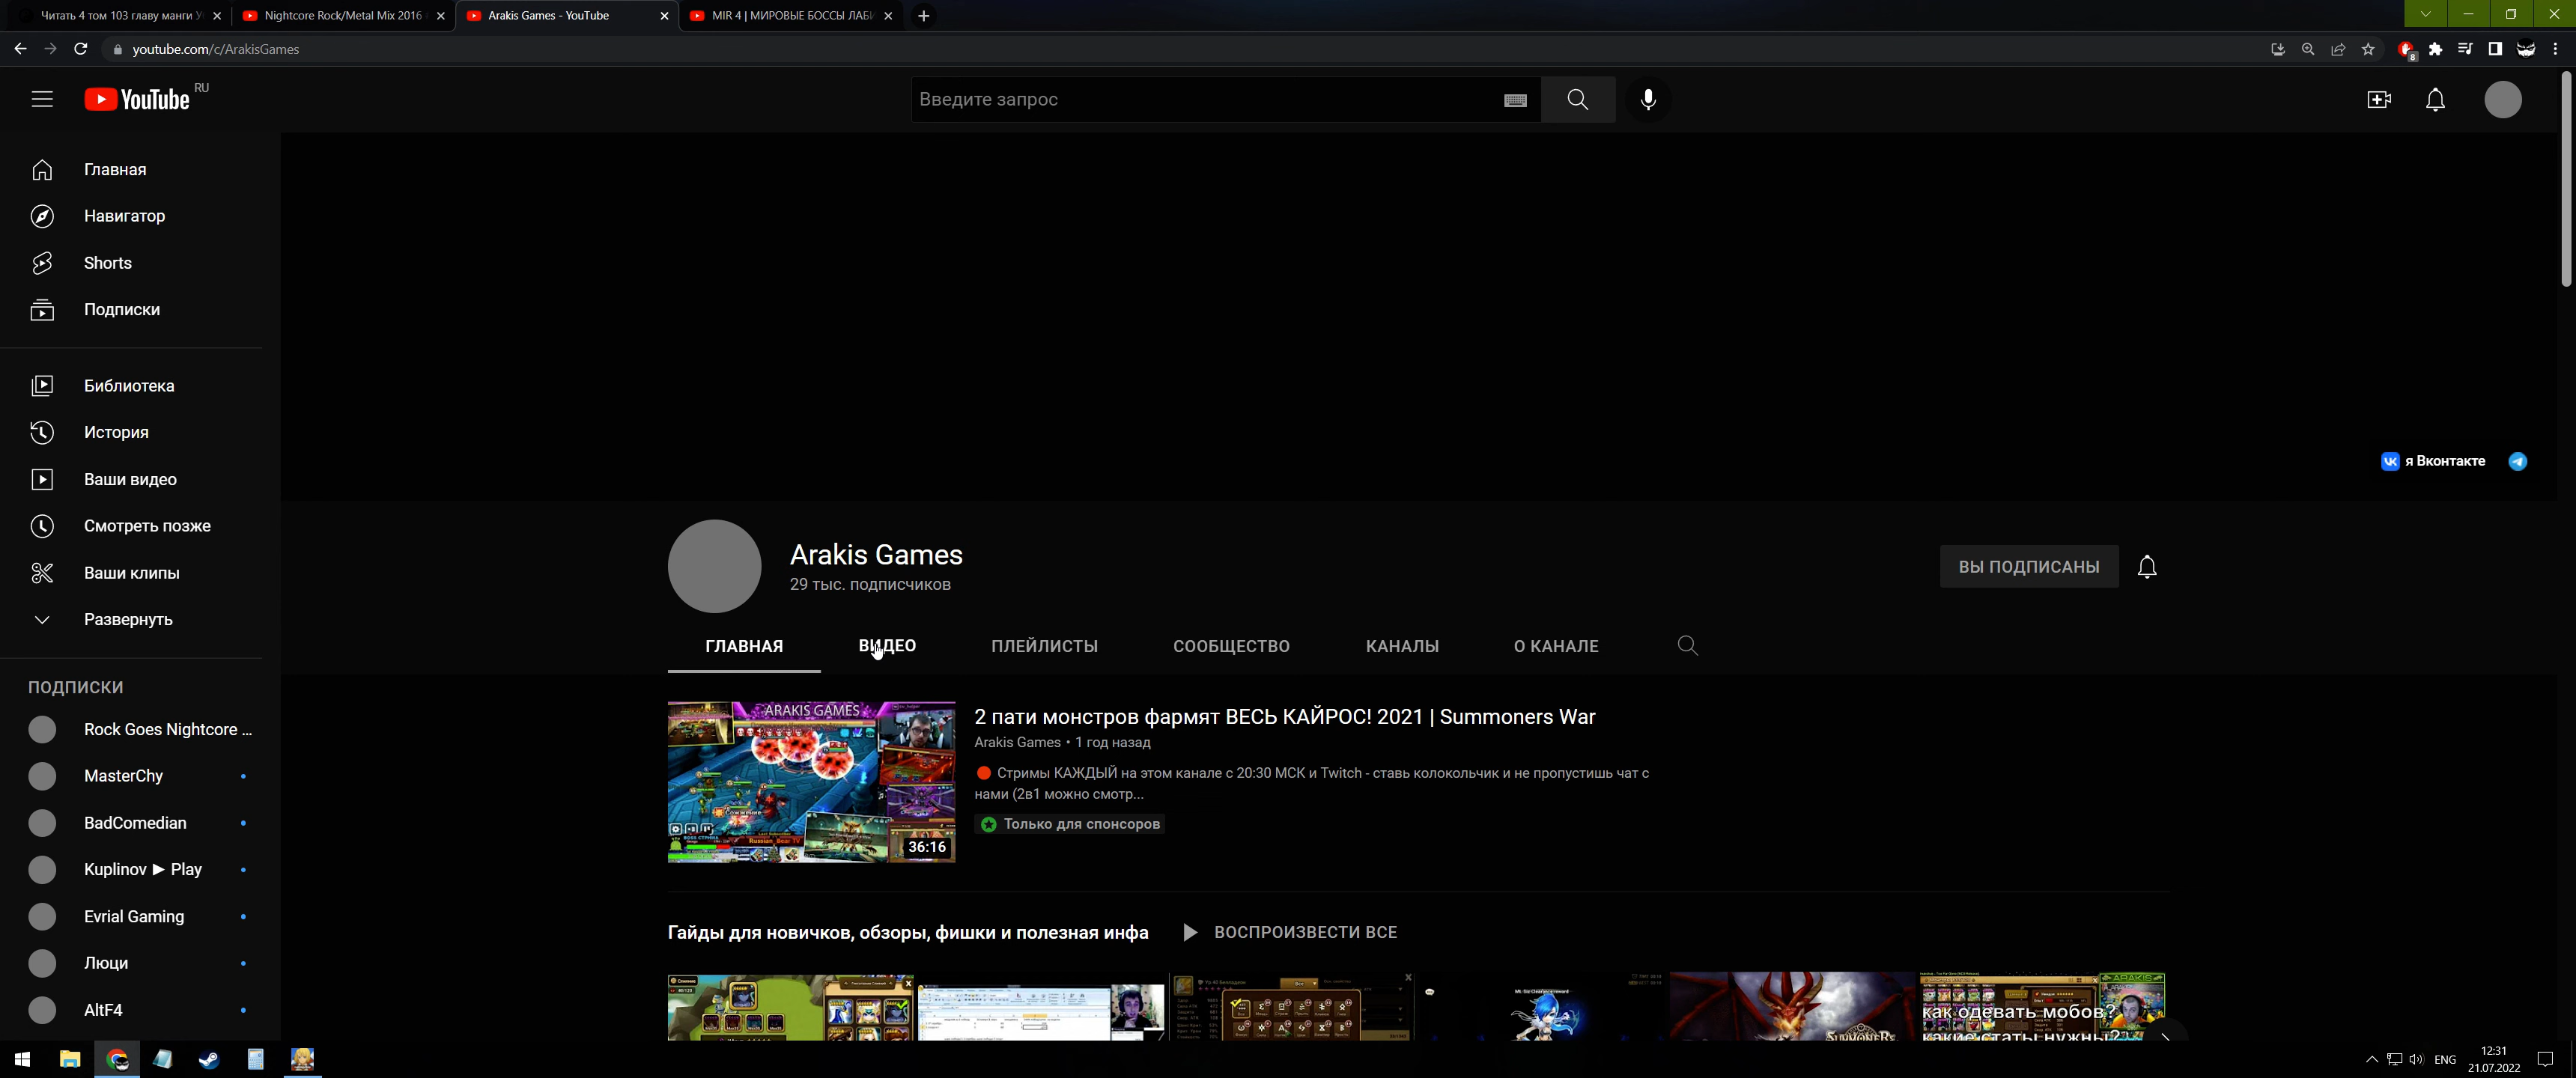 Читать 4 том 103 главу манги У
Nightcore Rock/Metal Mix 2016
Arakis Games - YouTube
MIR 4 | МИРОВЫЕ БОССЫ ЛАБИ
youtube.com/c/ArakisGames
8
YouTube RU
Введите запрос
Главная
Навигатор
Shorts
Подписки
Библиотека
История
Ваши видео
Смотреть позже
Ваши клипы
Развернуть
ПОДПИСКИ
Rock Goes Nightcore ...
MasterChy
BadComedian
Kuplinov ► Play
Evrial Gaming
Люци
AltF4
я Вконтакте
Arakis Games
29 тыс. подписчиков
ВЫ ПОДПИСАНЫ
ГЛАВНАЯ
ВИДЕО
ПЛЕЙЛИСТЫ
СООБЩЕСТВО
КАНАЛЫ
О КАНАЛЕ
ARAKIS GAMES
36:16
2 пати монстров фармят ВЕСЬ КАЙРОС! 2021 | Summoners War
Arakis Games • 1 год назад
Стримы КАЖДЫЙ на этом канале с 20:30 МСК и Twitch - ставь колокольчик и не пропустишь чат с
нами (2в1 можно смотр...
Только для спонсоров
Гайды для новичков, обзоры, фишки и полезная инфа
ВОСПРОИЗВЕСТИ ВСЕ
как одевать мобов?
какие статы нужны?
ENG
12:31
21.07.2022